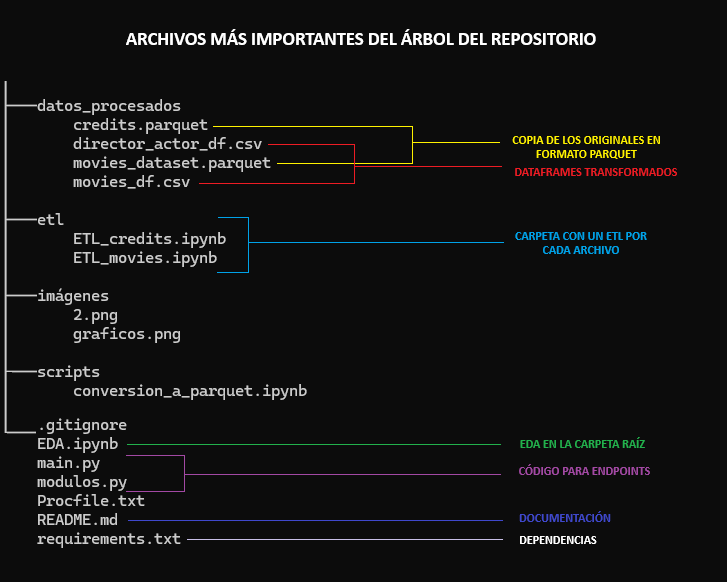 ARCHIVOS MÁS IMPORTANTES DEL ÁRBOL DEL REPOSITORIO
datos_procesados
credits.parquet
director_actor_df.csv
movies_dataset.parquet
movies_df.csv
COPIA DE LOS ORIGINALES EN
FORMATO PARQUET
DATAFRAMES TRANSFORMADOS
etl
ETL_credits.ipynb
ETL_movies.ipynb
CARPETA CON UN ETL POR
CADA ARCHIVO
imágenes
2.png
graficos.png
scripts
conversion_a_parquet.ipynb
.gitignore
EDA.ipynb
EDA EN LA CARPETA RAÍZ
main.py
modulos.py
CÓDIGO PARA ENDPOINTS
Procfile.txt
README.md
DOCUMENTACIÓN
requirements.txt
DEPENDENCIAS